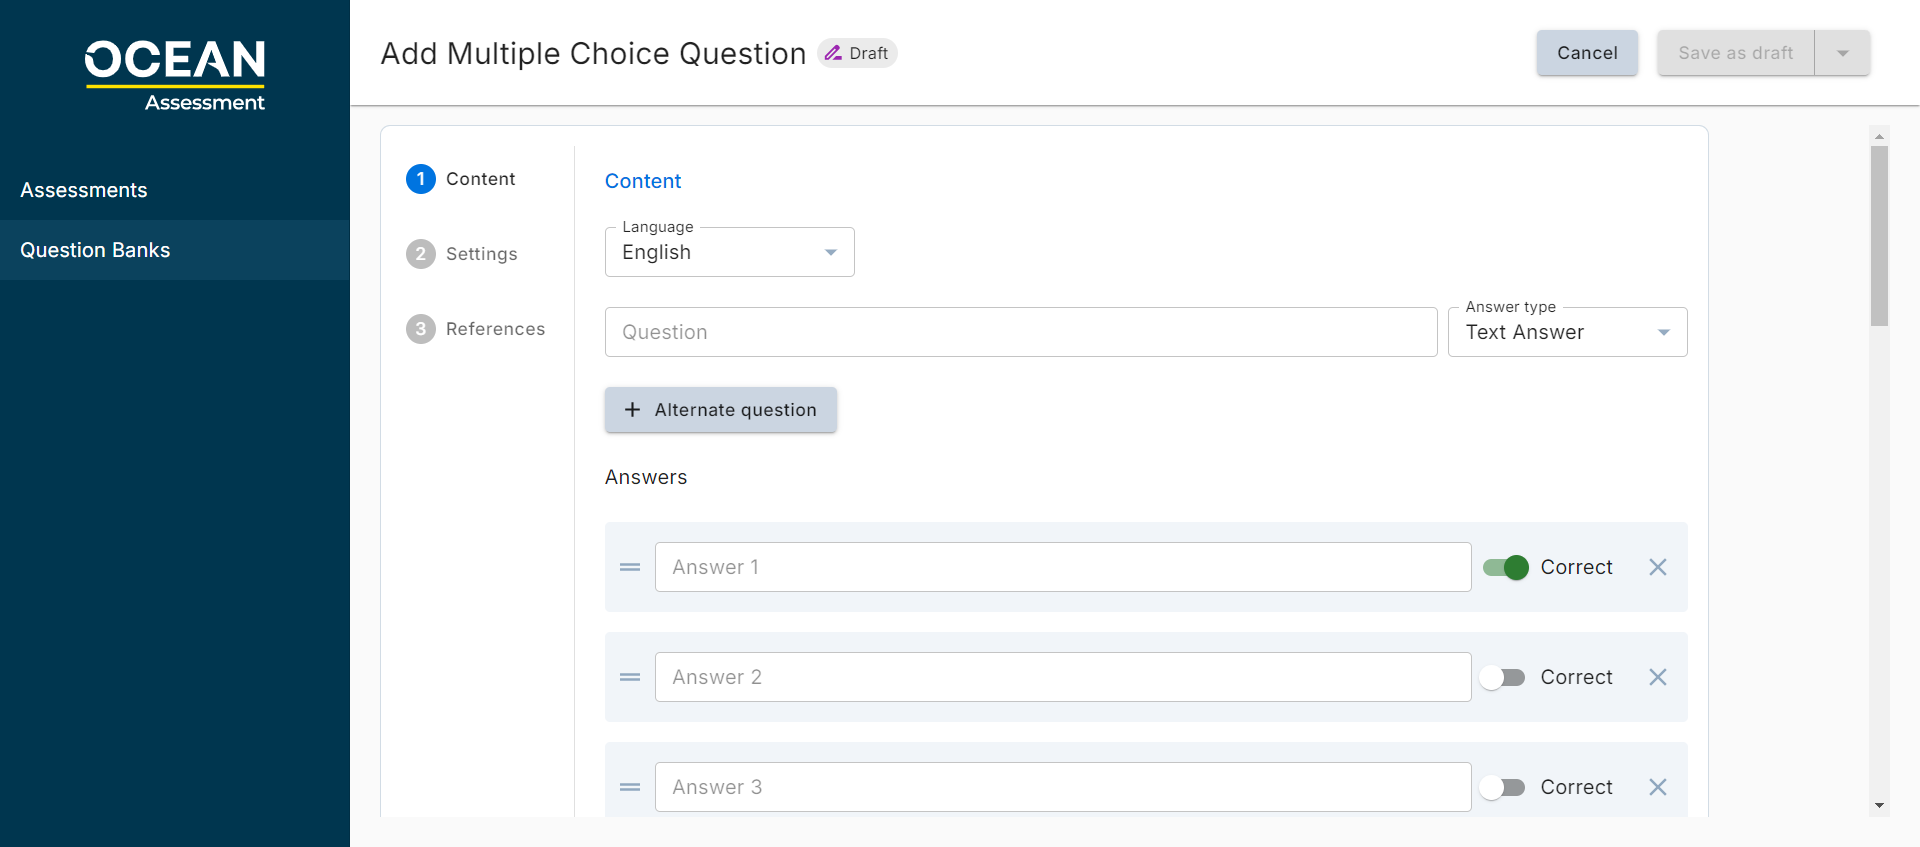 OCEAN
Assessment
Assessments
Question Banks
Add Multiple Choice Question
Draft
Cancel
Save as draft
1 Content
2 Settings
3 References
Content
Language
English
Question
Answer type
Text Answer
Alternate question
Answers
Answer 1
Correct
Answer 2
Correct
Answer 3
Correct